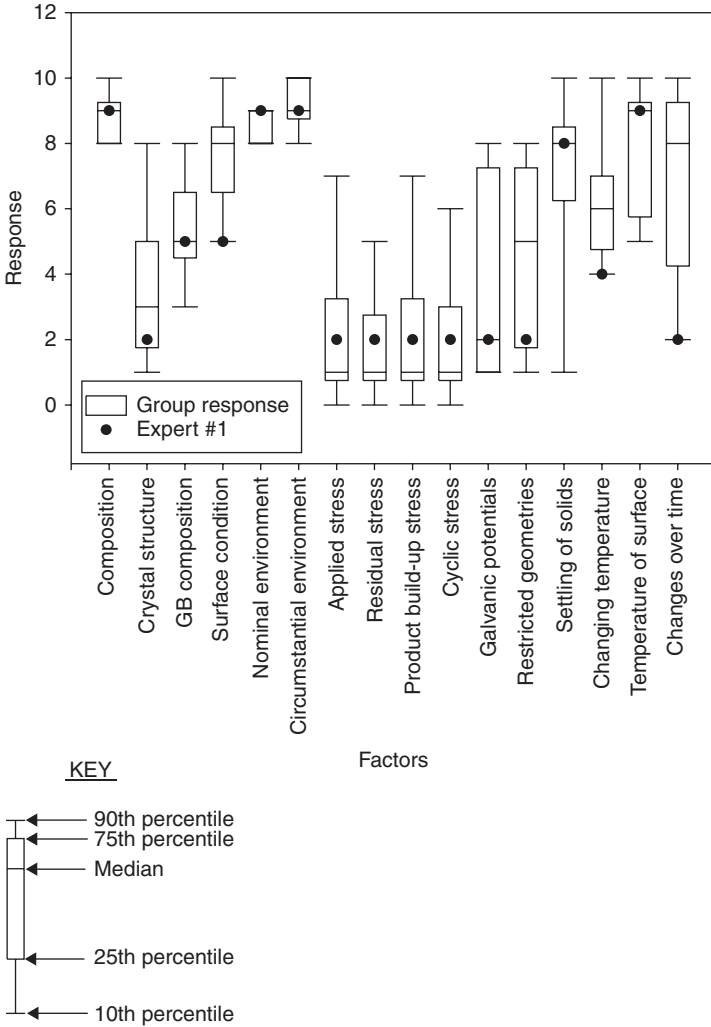 12
10
8
6
4
2
0
Response
Group response
Expert #1
Composition
Crystal structure
GB composition
Surface condition
Nominal environment
Circumstantial environment
Applied stress
Residual stress
Product build-up stress
Cyclic stress
Galvanic potentials
Restricted geometries
Settling of solids
Changing temperature
Temperature of surface
Changes over time
Factors
KEY
90th percentile
75th percentile
Median
25th percentile
10th percentile